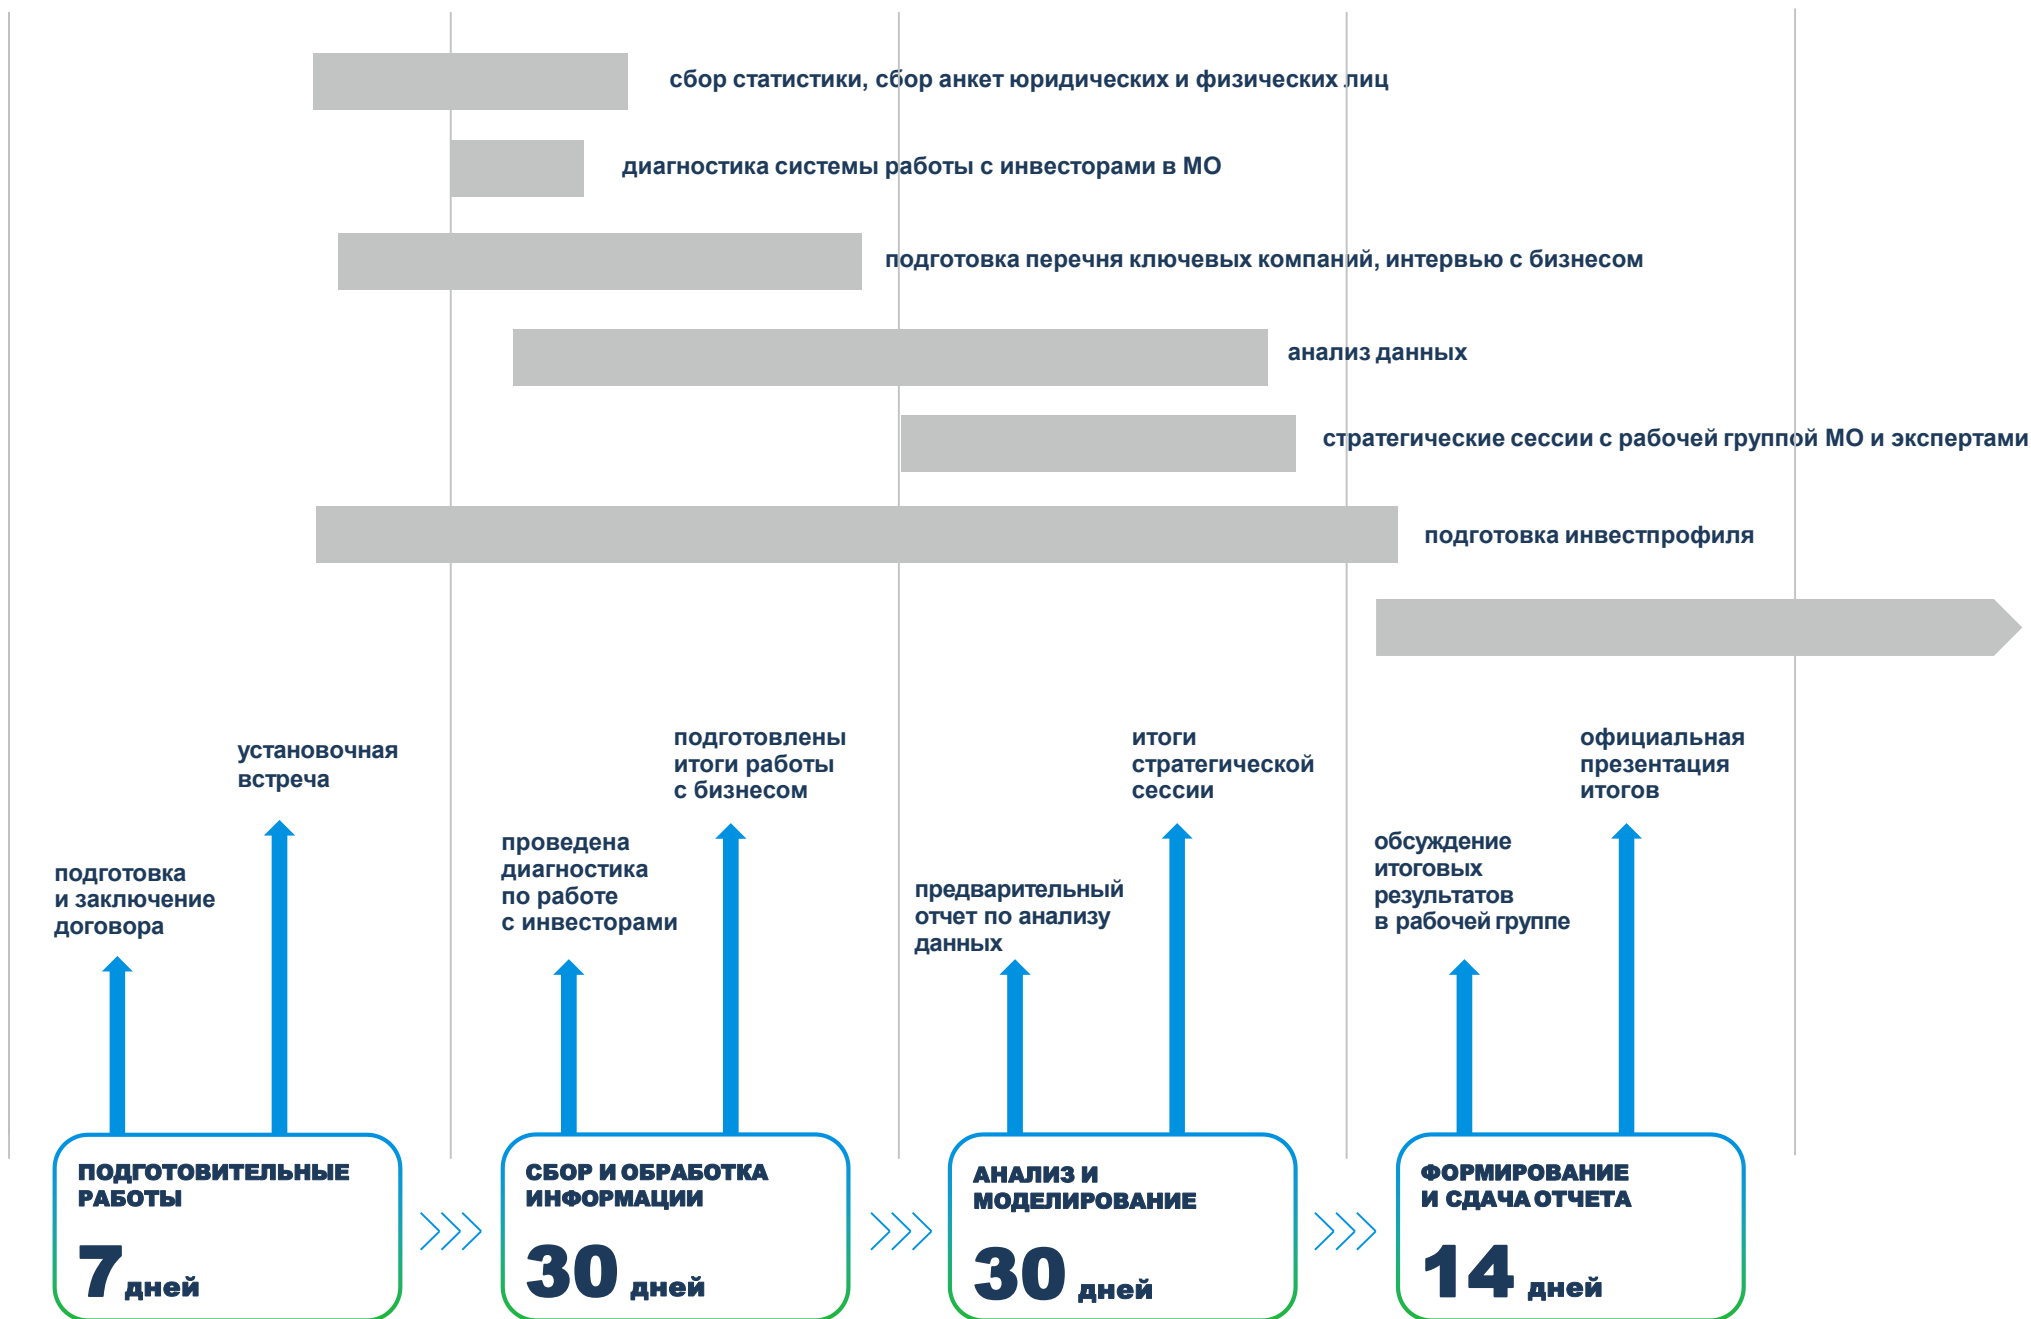 сбор статистики, сбор анкет юридических и физических лиц
диагностика системы работы с инвесторами в МО
подготовка перечня ключевых компаний, интервью с бизнесом
анализ данных
стратегические сессии с рабочей группой МО и экспертами
подготовка инвестпрофиля
подготовка
и заключение
договора
установочная
встреча
проведена
диагностика
по работе
с инвесторами
подготовлены
итоги работы
с бизнесом
предварительный
отчет по анализу
данных
итоги
стратегической
сессии
обсуждение
итоговых
результатов
в рабочей группе
официальная
презентация
итогов
ПОДГОТОВИТЕЛЬНЫЕ
РАБОТЫ
7 дней
СБОР И ОБРАБОТКА
ИНФОРМАЦИИ
30 дней
АНАЛИЗ И
МОДЕЛИРОВАНИЕ
30 дней
ФОРМИРОВАНИЕ
И СДАЧА ОТЧЕТА
14 дней